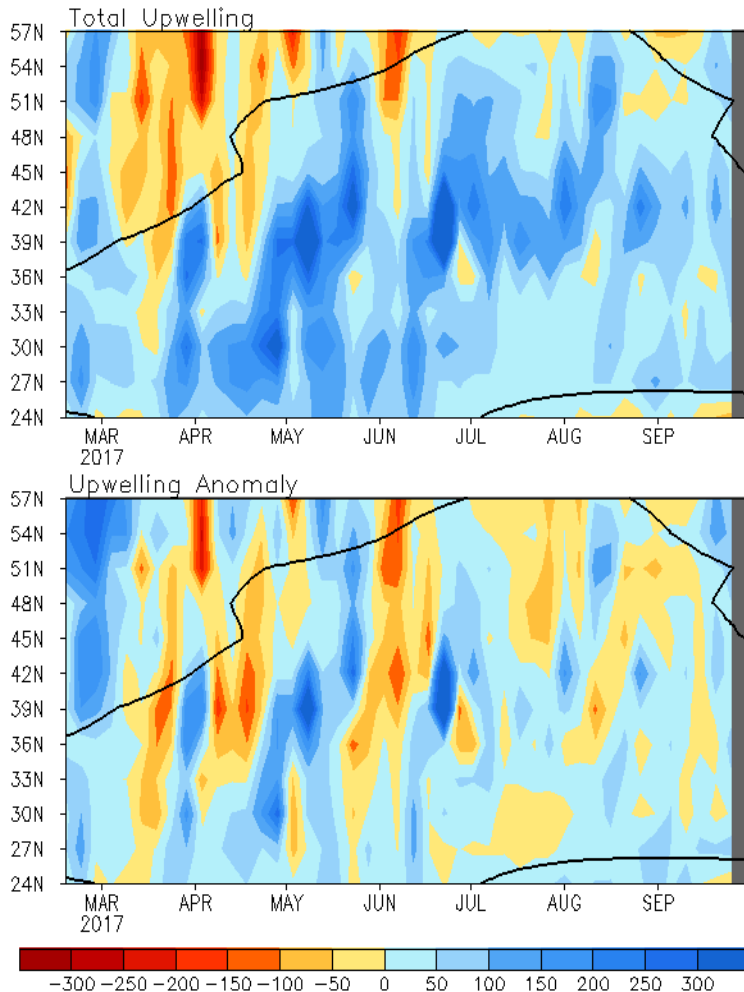 Total Upwelling
57N
54N
51N
48N
45N
42N
39N
36N
33N
30N
27N
24N
MAR APR MAY JUN JUL AUG SEP
2017
Upwelling Anomaly
57N
54N
51N
48N
45N
42N
39N
36N
33N
30N
27N
24N
MAR APR MAY JUN JUL AUG SEP
2017
-300 -250 -200 -150 -100 -50 0 50 100 150 200 250 300